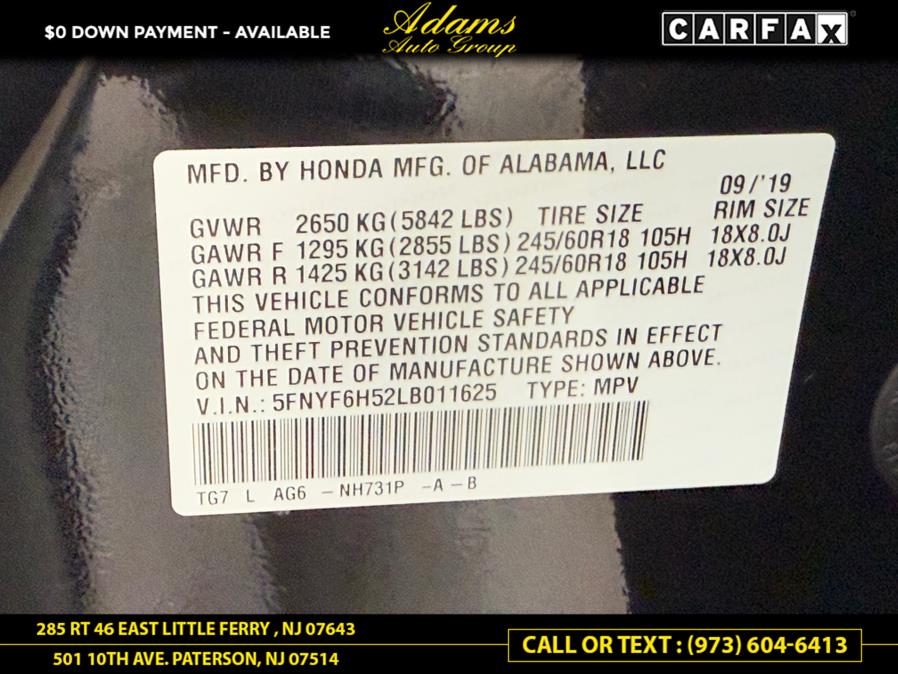 $0 DOWN PAYMENT - AVAILABLE
Adams
Auto Group
CARFAX
MFD. BY HONDA MFG. OF ALABAMA, LLC
09/'19
GVWR 2650 KG(5842 LBS) TIRE SIZE RIM SIZE
GAWR F 1295 KG(2855 LBS) 245/60R18 105H 18X8.0J
GAWR R 1425 KG(3142 LBS) 245/60R18 105H 18X8.0J
THIS VEHICLE CONFORMS TO ALL APPLICABLE
FEDERAL MOTOR VEHICLE SAFETY
AND THEFT PREVENTION STANDARDS IN EFFECT
ON THE DATE OF MANUFACTURE SHOWN ABOVE.
V.I.N.: 5FNYF6H52LB011625 TYPE: MPV
TG7 L AG6 - NH731P - A - B
285 RT 46 EAST LITTLE FERRY , NJ 07643
501 10TH AVE. PATERSON, NJ 07514
CALL OR TEXT : (973) 604-6413